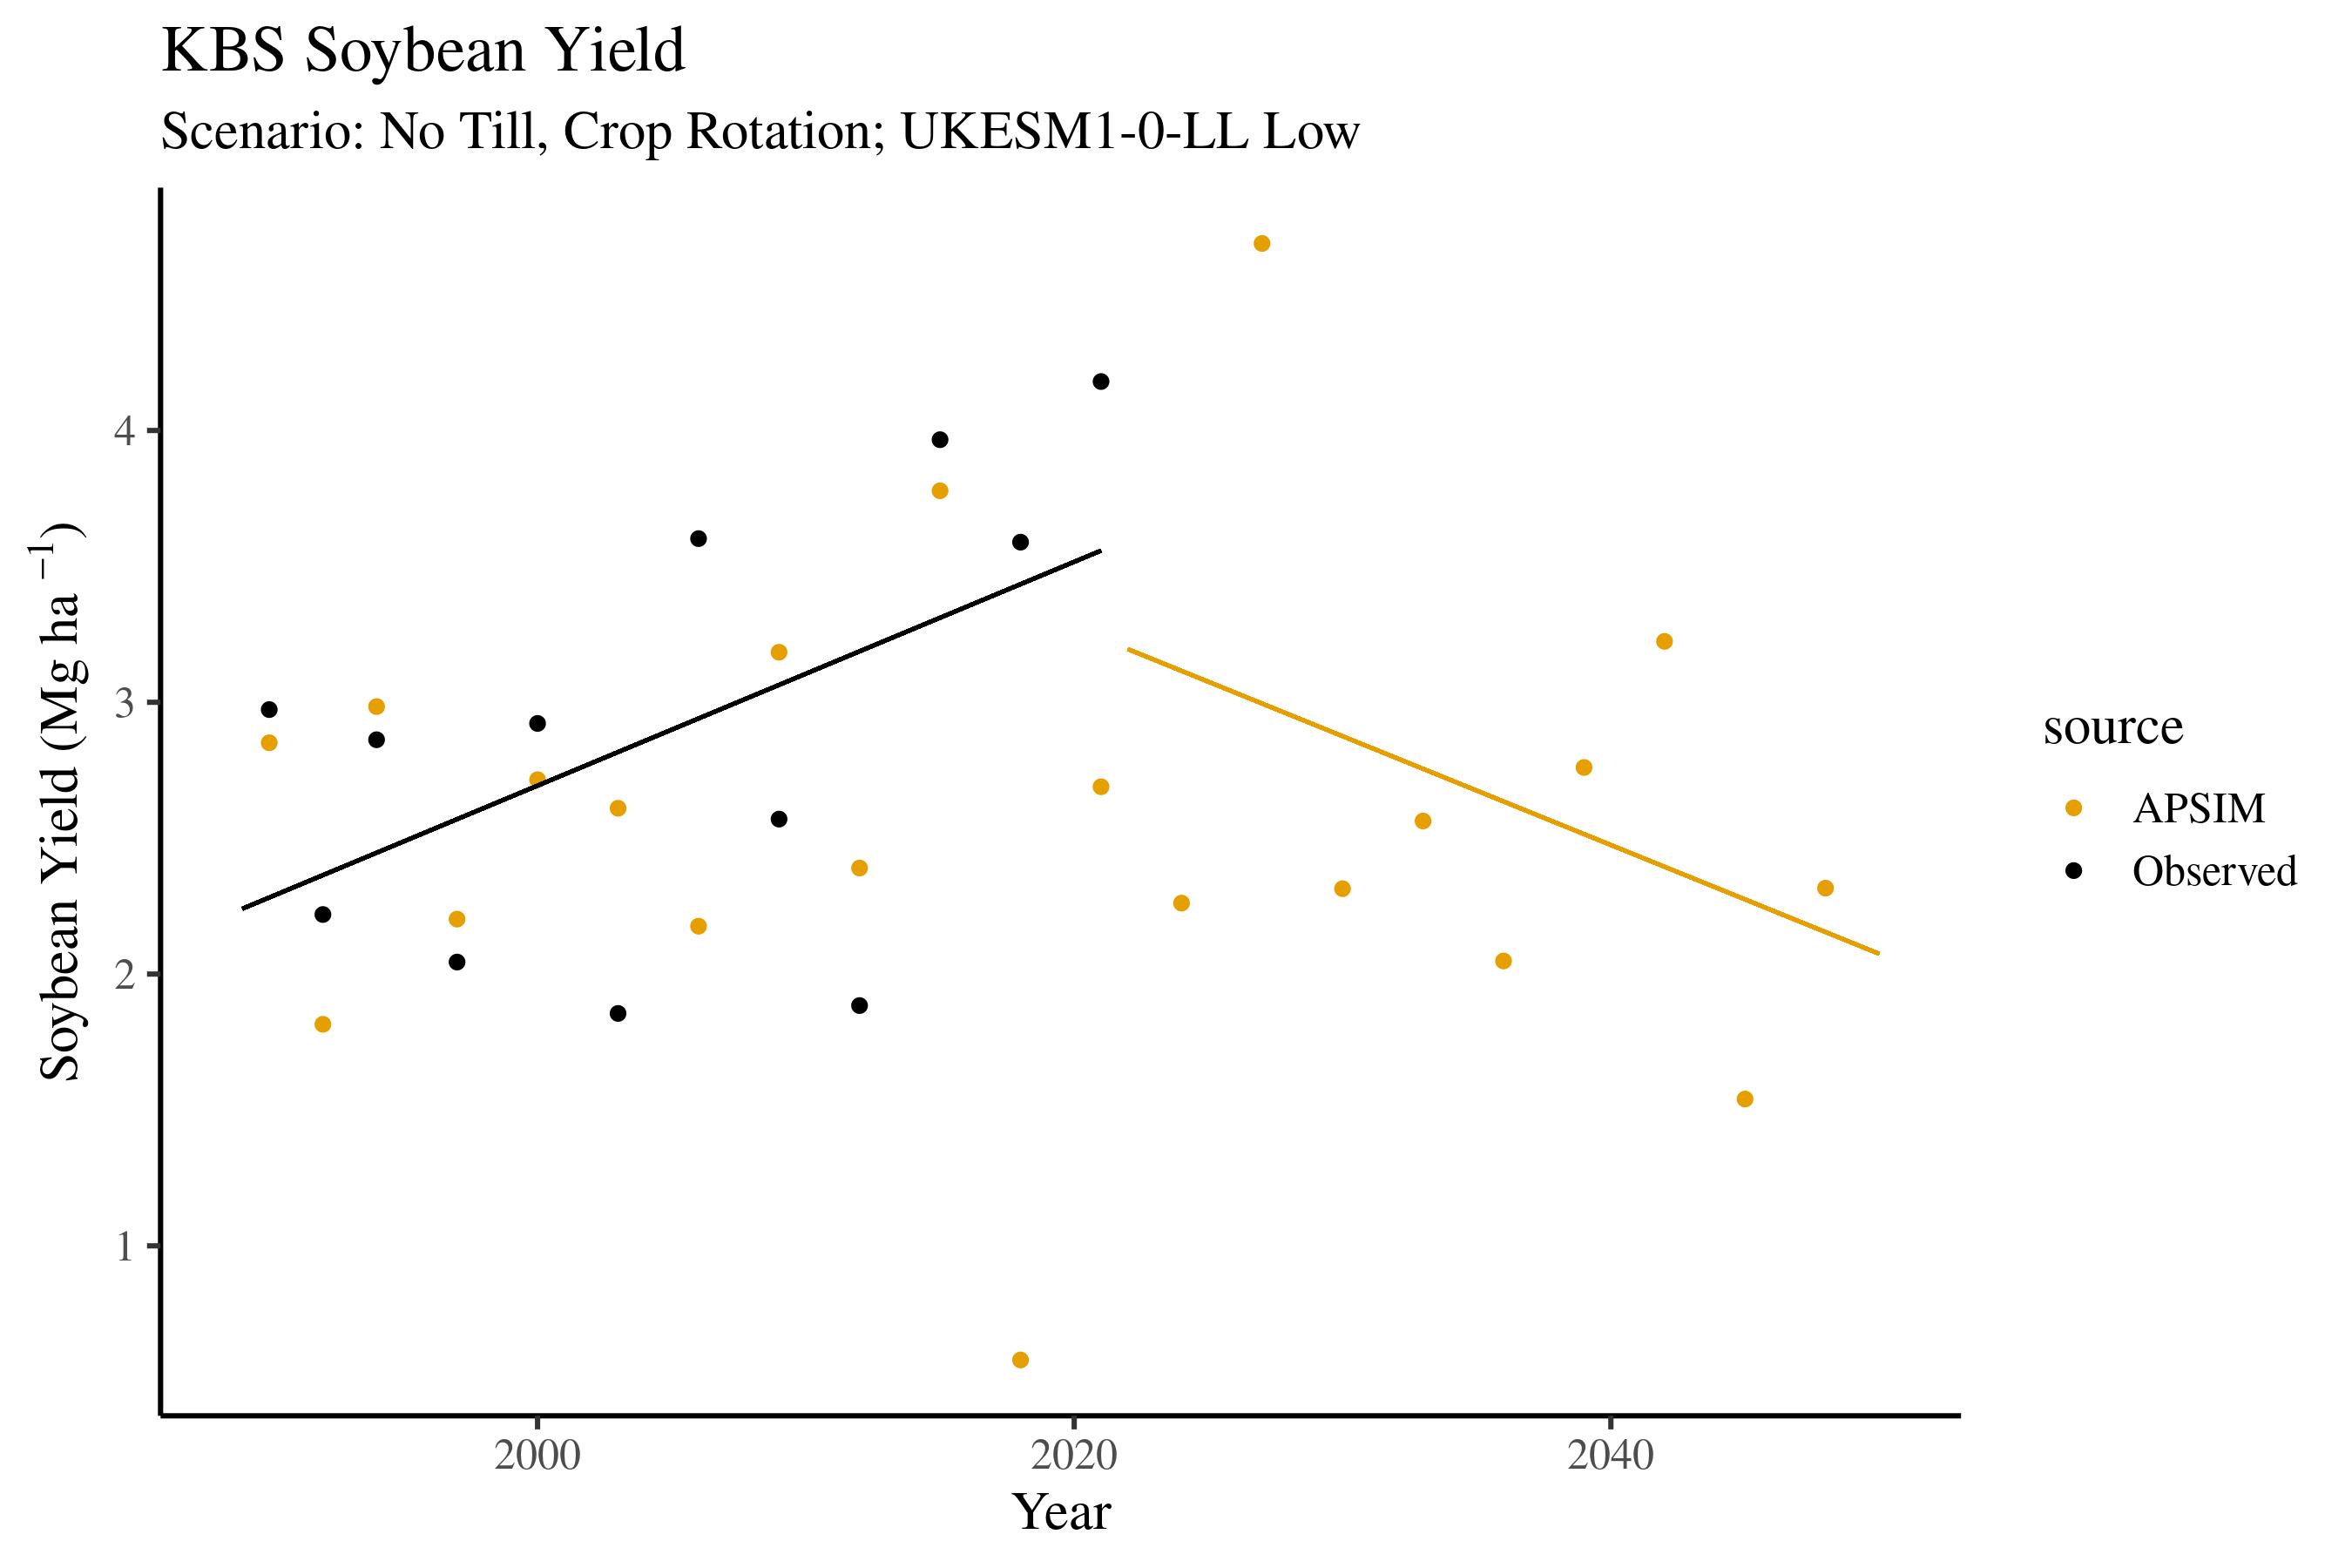 KBS Soybean Yield
Scenario: No Till, Crop Rotation; UKESM1-0-LL Low
Soybean Yield (Mg ha −1)
4
3
2
1
2000
2020
2040
Year
source
APSIM
Observed